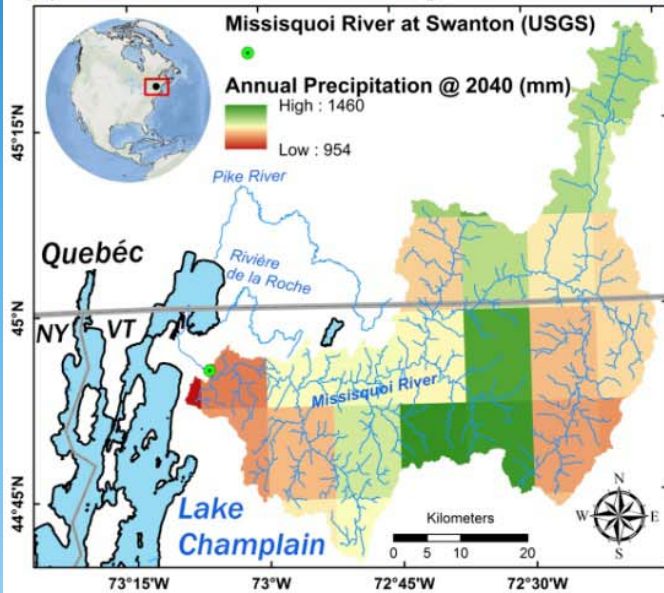 Missisquoi River at Swanton (USGS)
Annual Precipitation @ 2040 (mm)
High : 1460
Low : 954
45°15'N
Pike River
Quebéc
Rivière
de la Roche
45°N
NY
VT
Missisquoi River
44°45'N
Lake
Champlain
Kilometers
0 5 10 20
N
W E
S
73°15'W 73°W 72°45'W 72°30'W